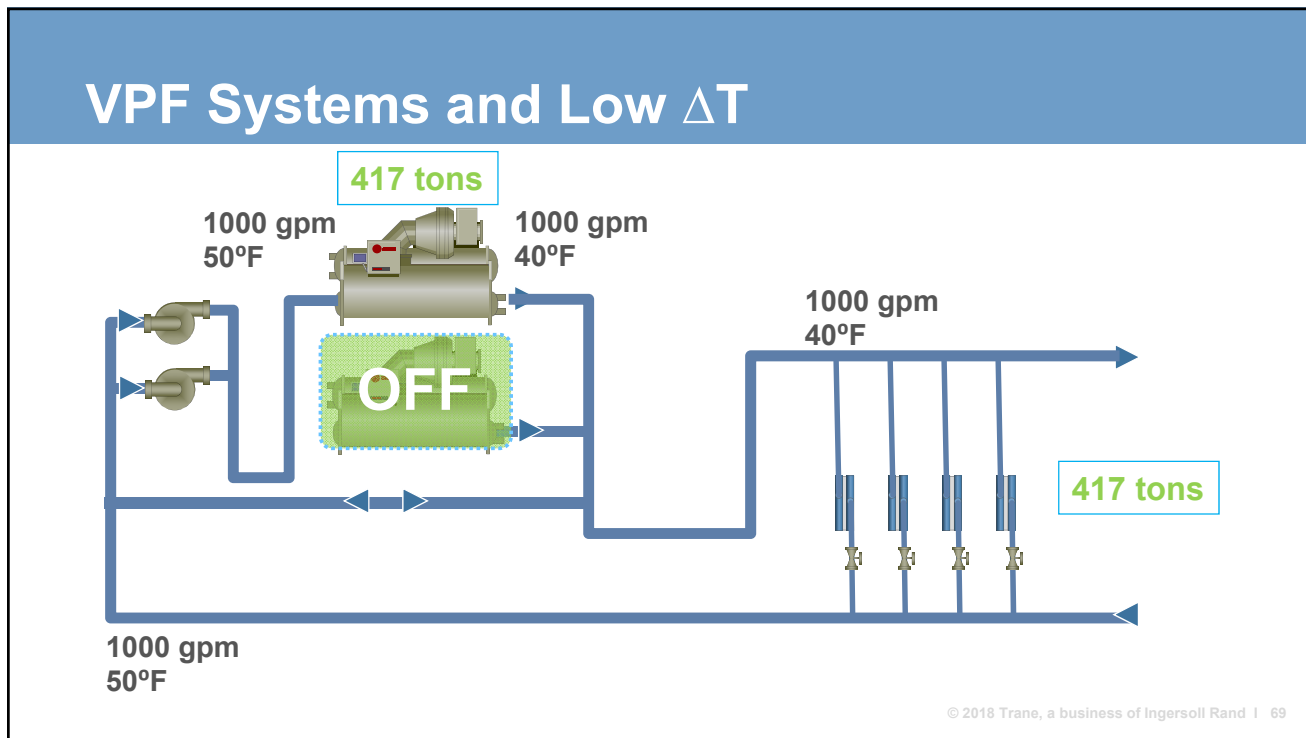 VPF Systems and Low ∆T
417 tons
1000 gpm
50ºF
1000 gpm
40ºF
OFF
1000 gpm
40ºF
417 tons
1000 gpm
50ºF
© 2018 Trane, a business of Ingersoll Rand I 69